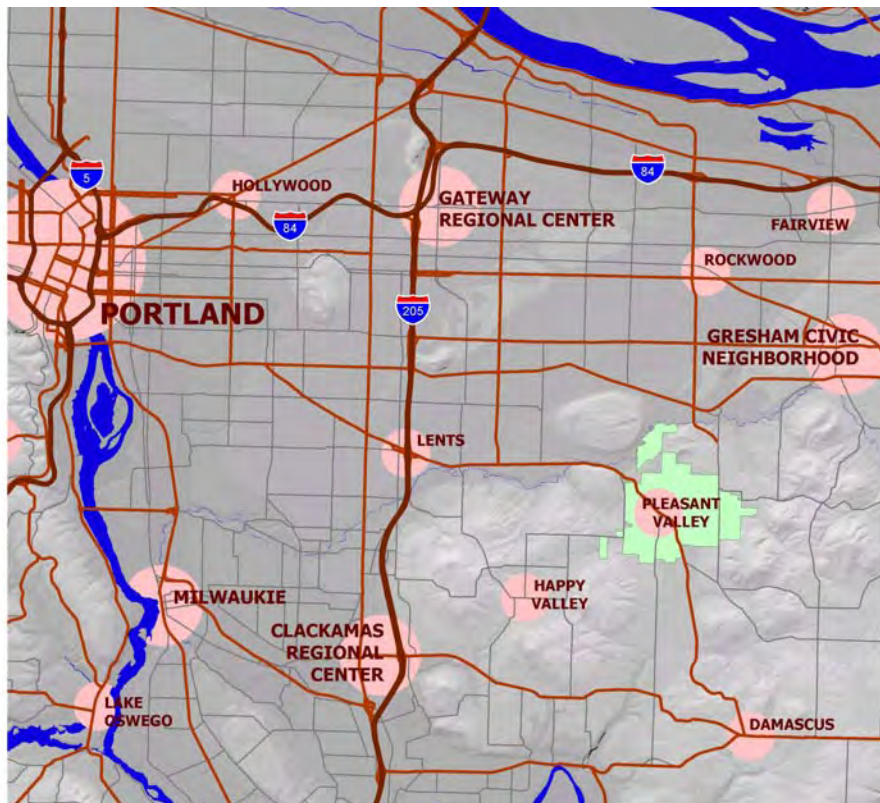 5
HOLLYWOOD
84
84
GATEWAY
REGIONAL CENTER
FAIRVIEW
ROCKWOOD
PORTLAND
205
GRESHAM CIVIC
NEIGHBORHOOD
LENTS
PLEASANT
VALLEY
HAPPY
VALLEY
MILWAUKIE
CLACKAMAS
REGIONAL
CENTER
LAKE
OSWEGO
DAMASCUS